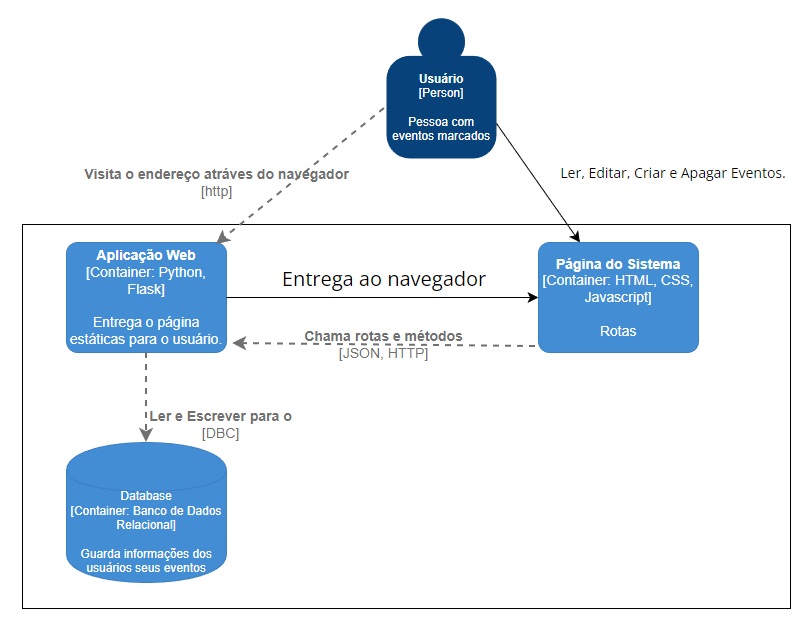 Usuário
[Person]
Pessoa com
eventos marcados
Visita o endereço atráves do navegador
[http]
Ler, Editar, Criar e Apagar Eventos.
Aplicação Web
[Container: Python,
Flask]
Entrega o página
estáticas para o usuário.
Entrega ao navegador
Página do Sistema
[Container: HTML, CSS,
Javascript]
Rotas
Chama rotas e métodos
[JSON, HTTP]
Ler e Escrever para o
[DBC]
Database
[Container: Banco de Dados
Relacional]
Guarda informações dos
usuários seus eventos